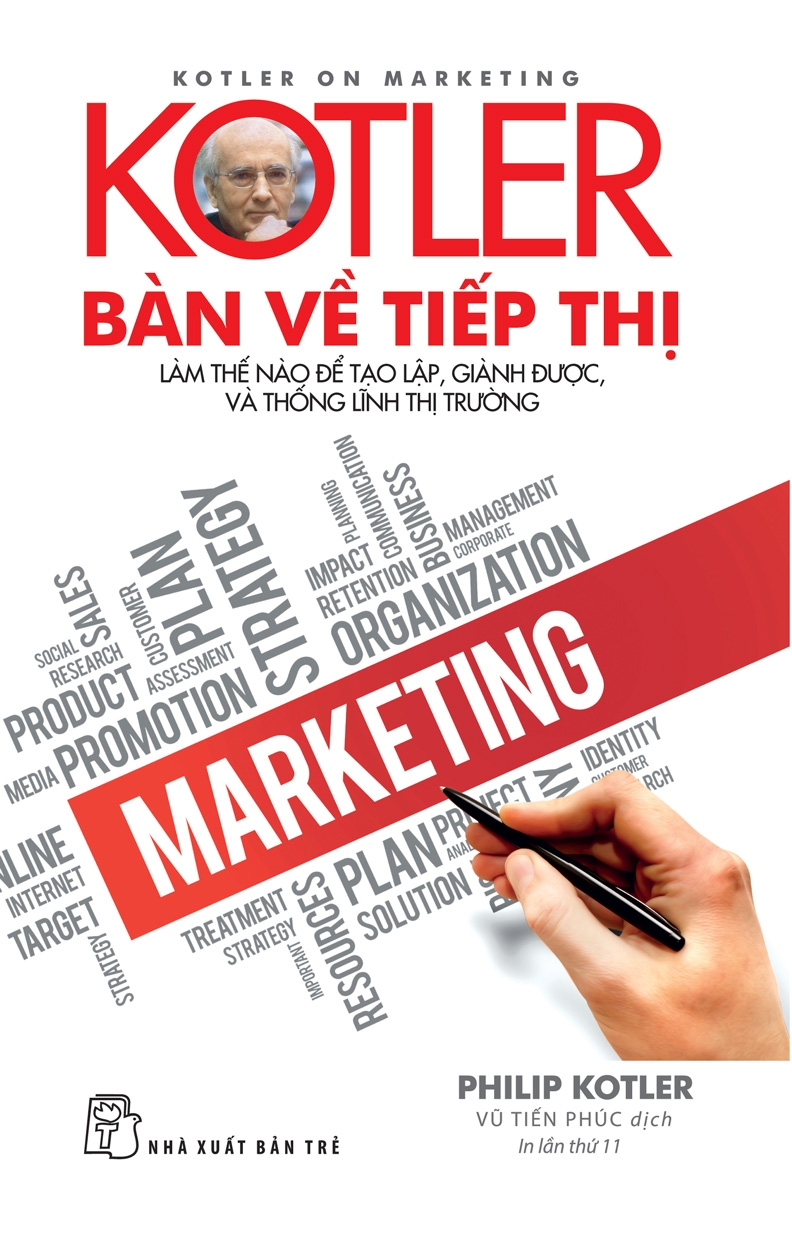 KOTLER ON MARKETING
KOTLER
BÀN VỀ TIẾP THỊ
LÀM THẾ NÀO ĐỂ TẠO LẬP, GIÀNH ĐƯỢC,
VÀ THỐNG LĨNH THỊ TRƯỜNG
SOCIAL
SALES
RESEARCH
PRODUCT
MEDIA
PROMOTION
CUSTOMER
PLAN
ASSESSMENT
STRATEGY
IMPACT
PLANNING
COMMUNICATION
RETENTION
BUSINESS
MANAGEMENT
CORPORATE
ORGANIZATION
MARKETING
INTERNET
TARGET
STRATEGY
TREATMENT
STRATEGY
IMPORTANT
RESOURCES
PLAN
SOLUTION
PROJECT
IDENTITY
CUSTOMER
PHILIP KOTLER
VŨ TIẾN PHÚC dịch
In lần thứ 11
T
NHÀ XUẤT BẢN TRẺ